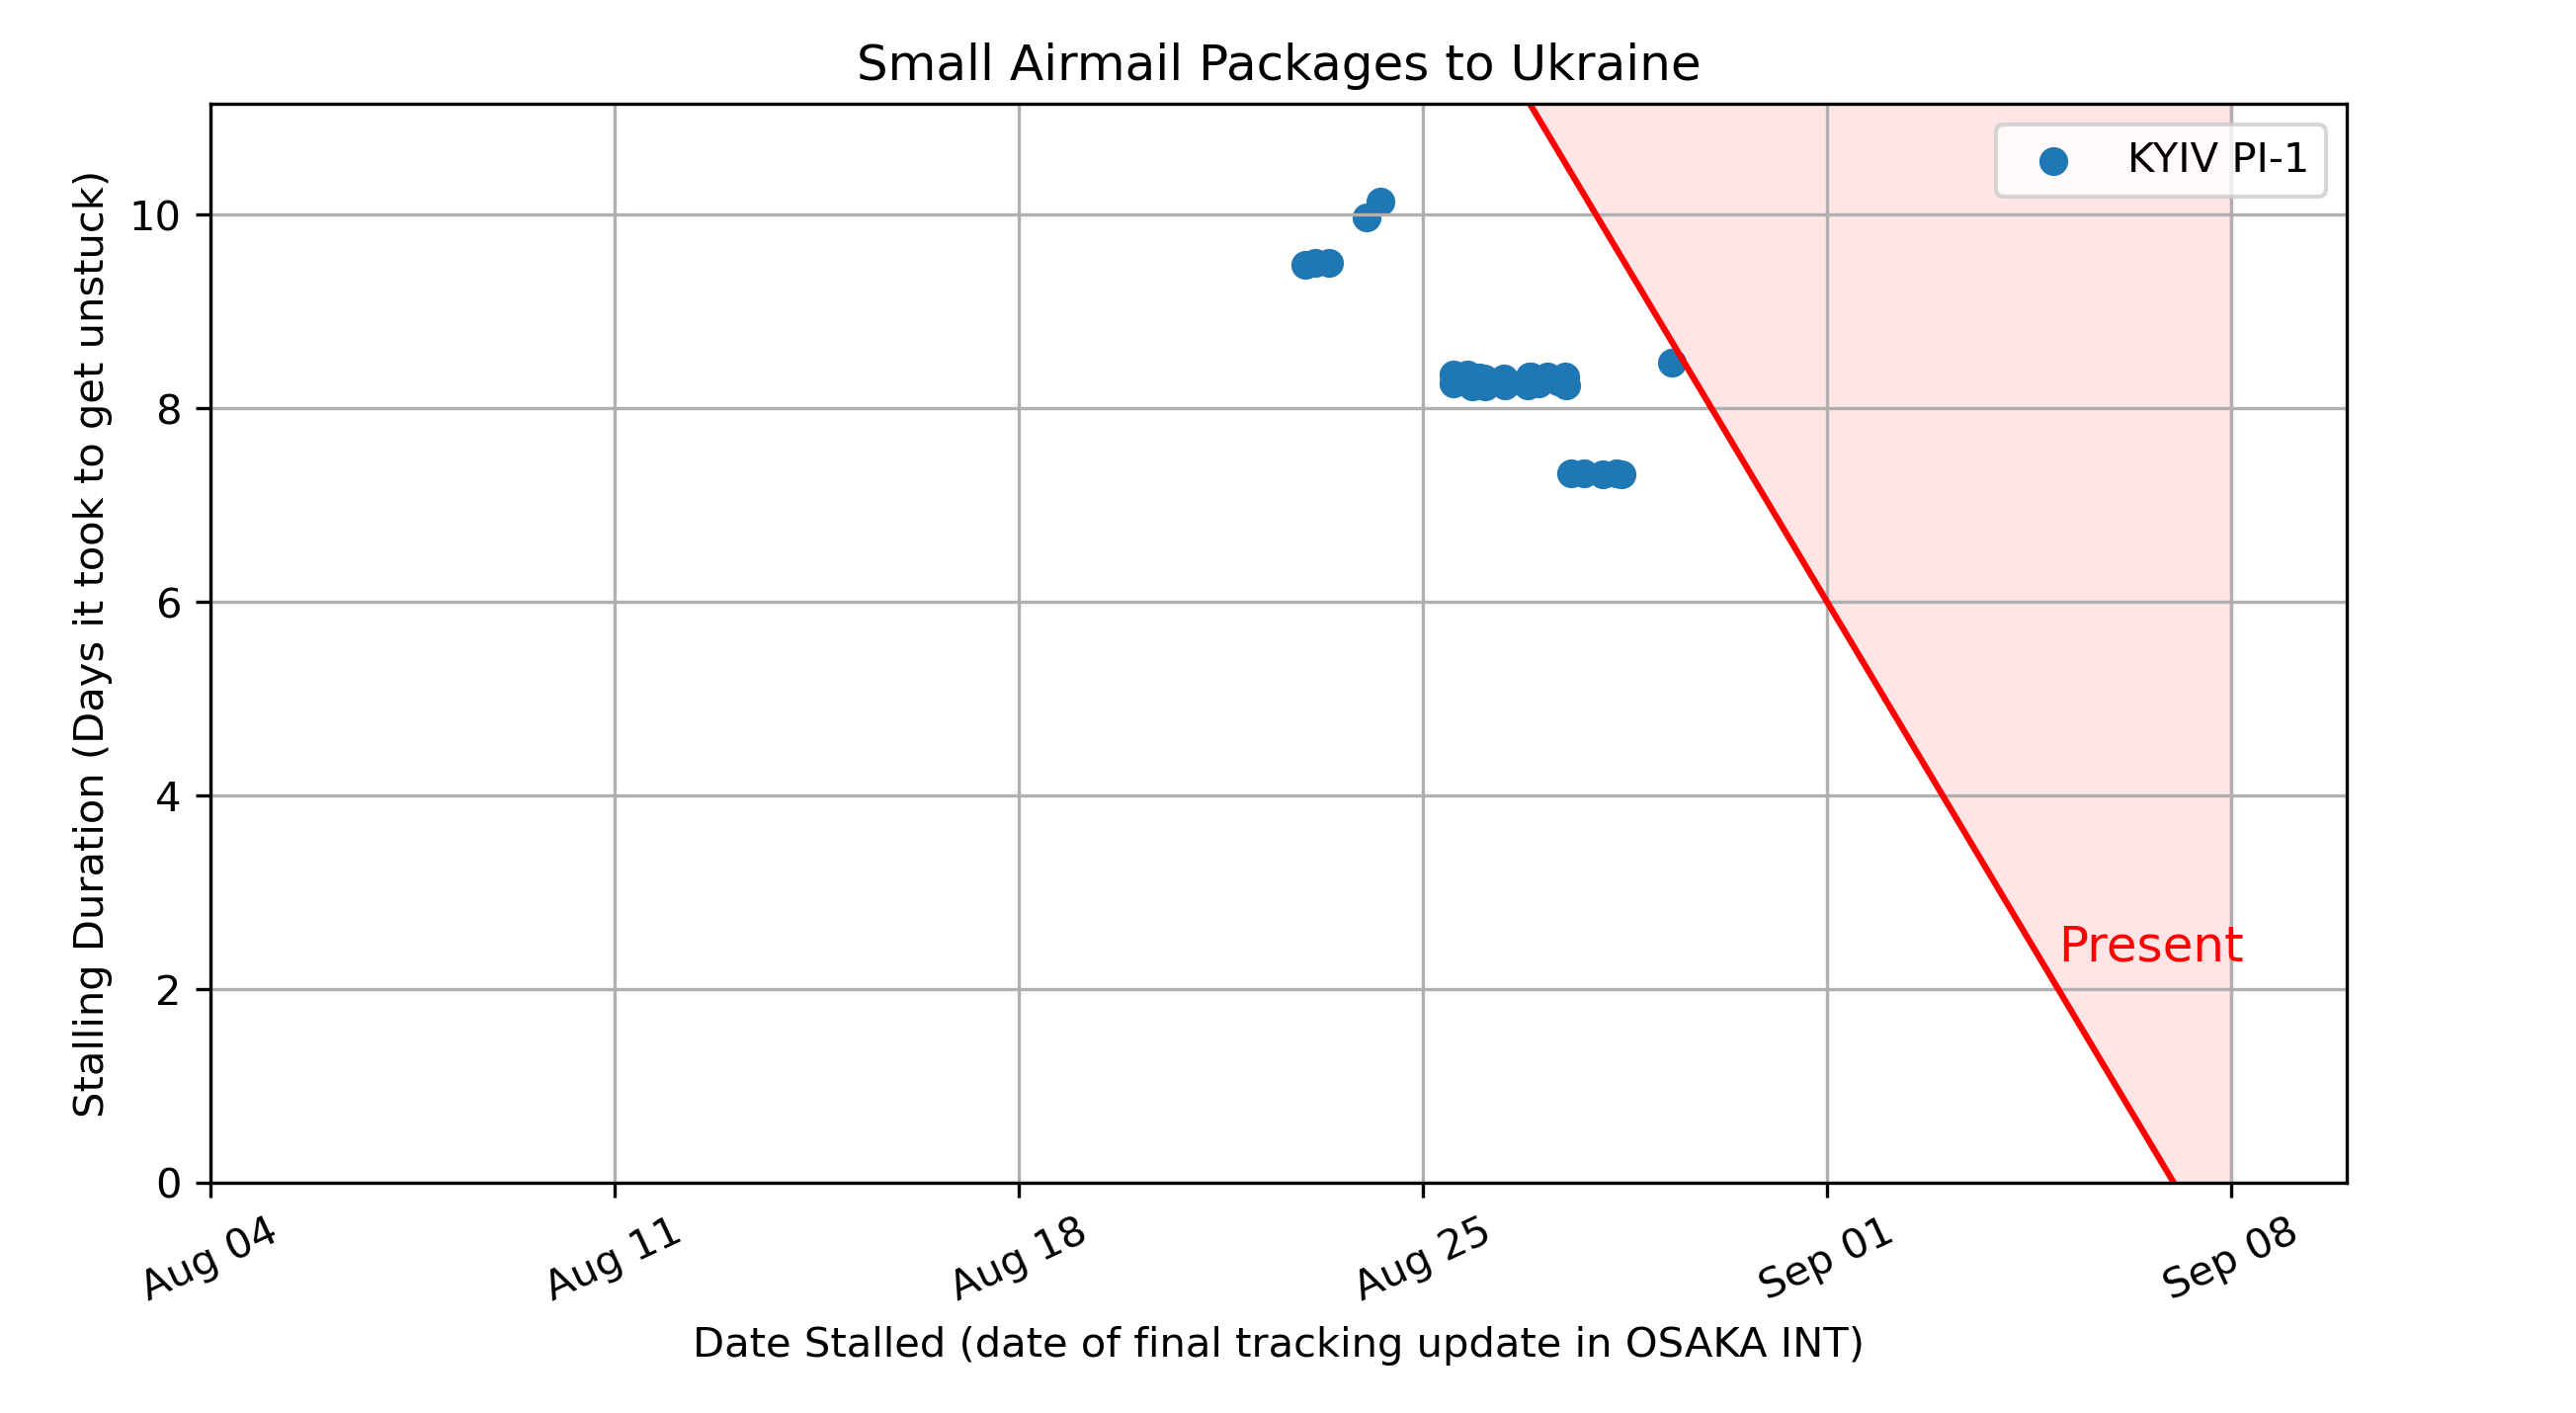 Small Airmail Packages to Ukraine
KYIV PI-1
Stalling Duration (Days it took to get unstuck)
10
8
6
4
2
0
Present
Aug 04
Aug 11
Aug 18
Aug 25
Sep 01
Sep 08
Date Stalled (date of final tracking update in OSAKA INT)